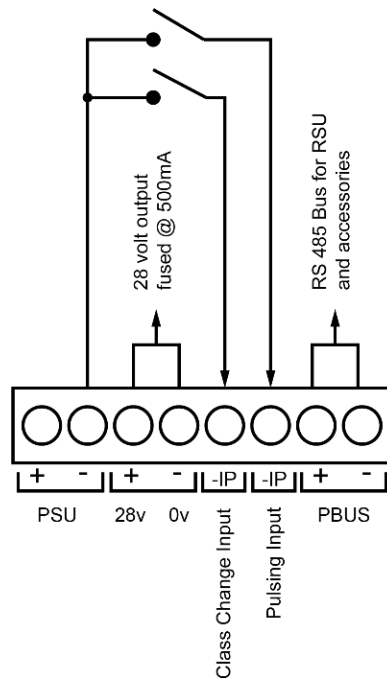 28 volt output
fused @ 500mA
RS 485 Bus for RSU
and accessories
+ - + - -IP -IP + -
PSU 28v 0v Class Change Input Pulsing Input PBUS